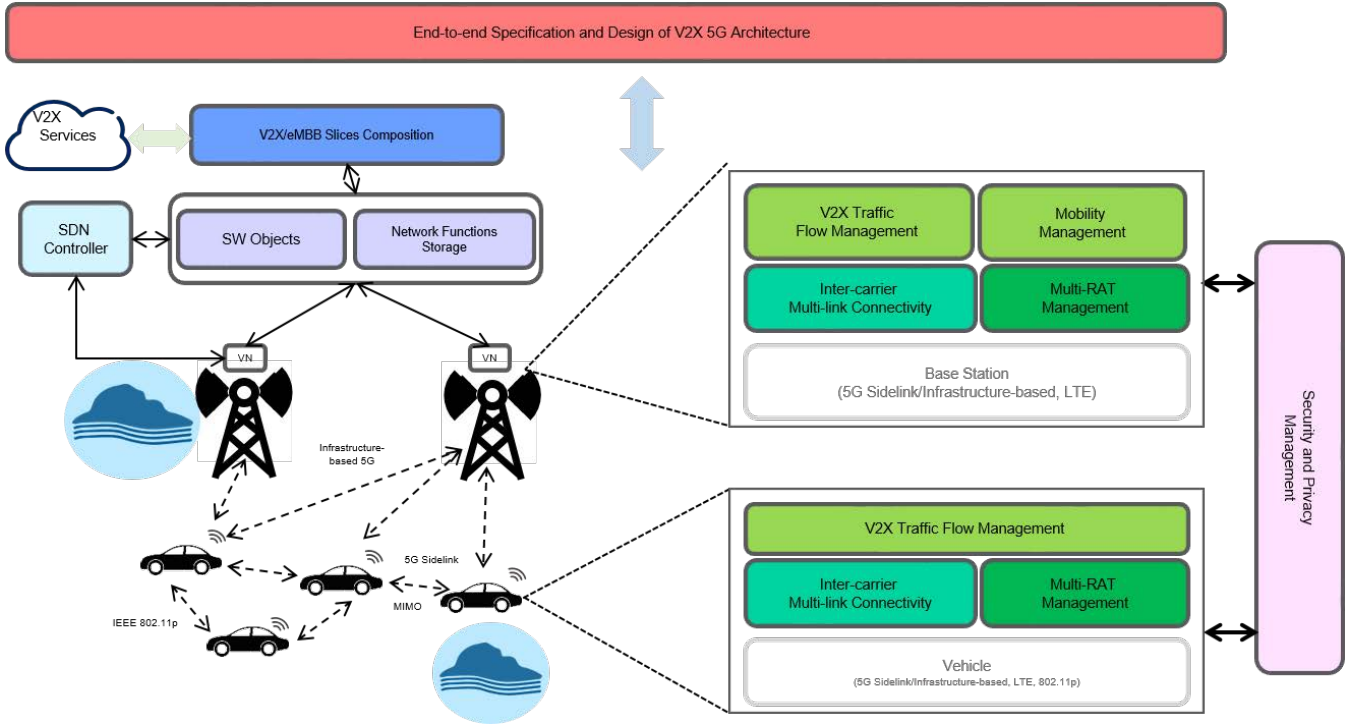 End-to-end Specification and Design of V2X 5G Architecture
V2X
Services
V2X/eMBB Slices Composition
SDN
Controller
SW Objects
Network Functions
Storage
VN
VN
Infrastructure-
based 5G
5G Sidelink
MIMO
IEEE 802.11p
V2X Traffic
Flow Management
Mobility
Management
Inter-carrier
Multi-link Connectivity
Multi-RAT
Management
Base Station
(5G Sidelink/Infrastructure-based, LTE)
V2X Traffic Flow Management
Inter-carrier
Multi-link Connectivity
Multi-RAT
Management
Vehicle
(5G Sidelink/Infrastructure-based, LTE, 802.11p)
Security and Privacy
Management